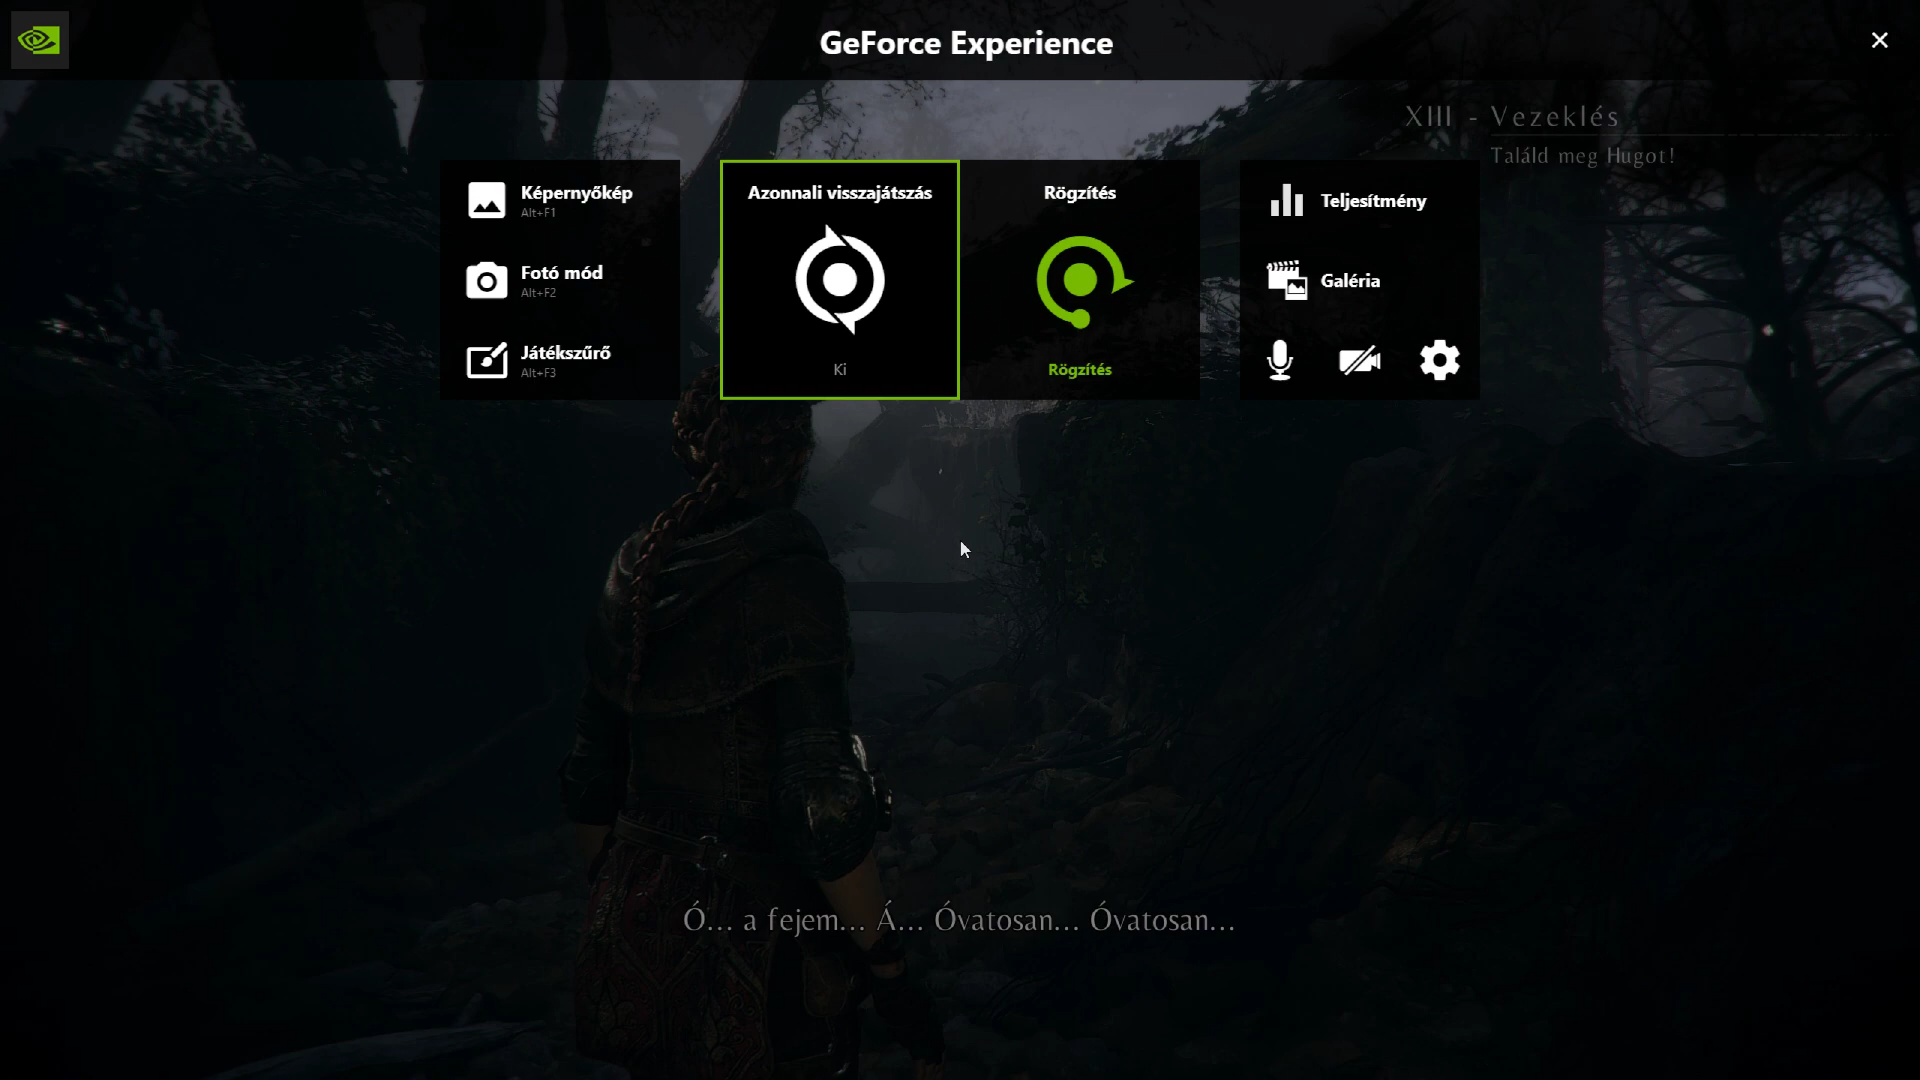 GeForce Experience
XIII - Vezeklés
Találd meg Hugot!
Képernyőkép
Alt+F1
Fotó mód
Alt+F2
Játékszűrő
Alt+F3
Azonnali visszajátszás
Ki
Rögzítés
Rögzítés
Teljesítmény
Galéria
Ó... a fejem... Á... Óvatosan... Óvatosan...